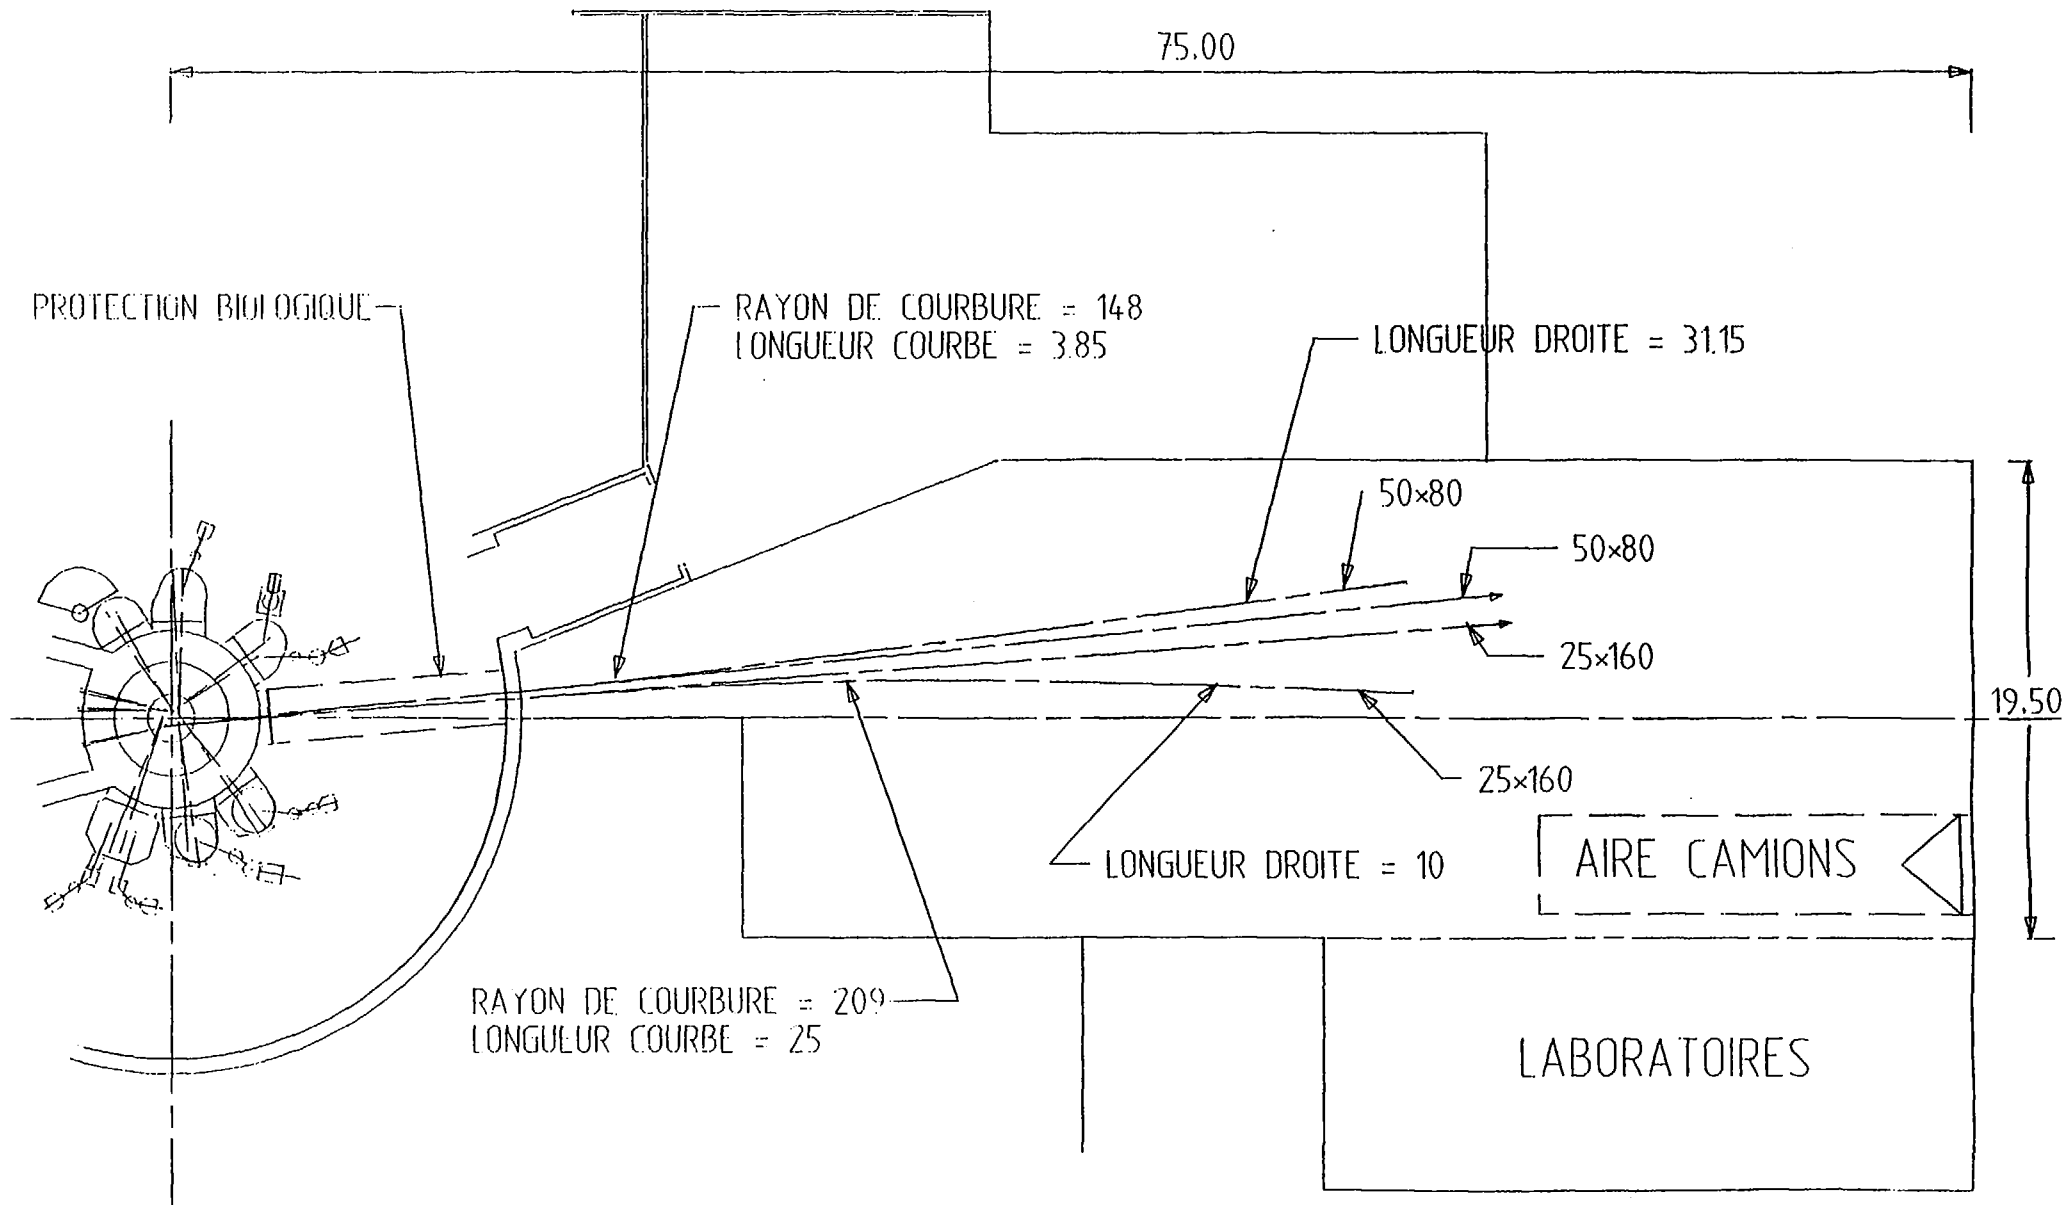 75.00
PROTECTION BIOLOGIQUE
RAYON DE COURBURE = 148
LONGUEUR COURBE = 3.85
LONGUEUR DROITE = 31.15
50×80
50×80
25×160
19.50
25×160
LONGUEUR DROITE = 10
AIRE CAMIONS
RAYON DE COURBURE = 209
LONGUEUR COURBE = 25
LABORATOIRES